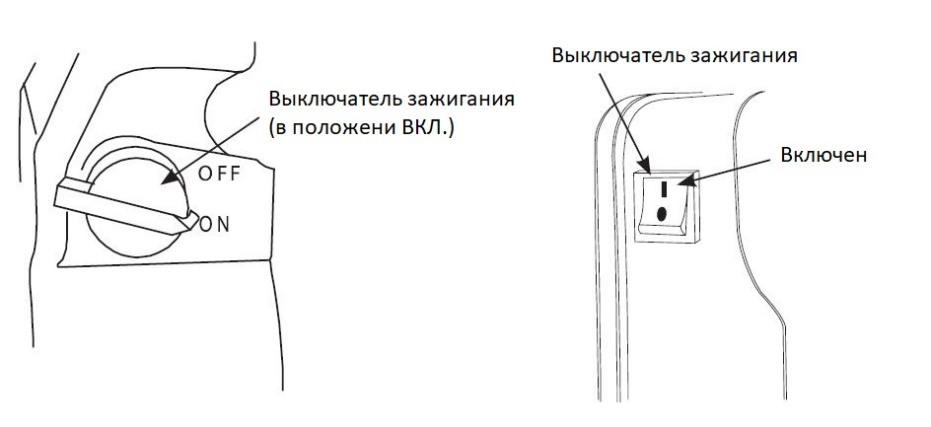 Выключатель зажигания
(в положени ВКЛ.)
OFF
ON
Выключатель зажигания
Включен
I